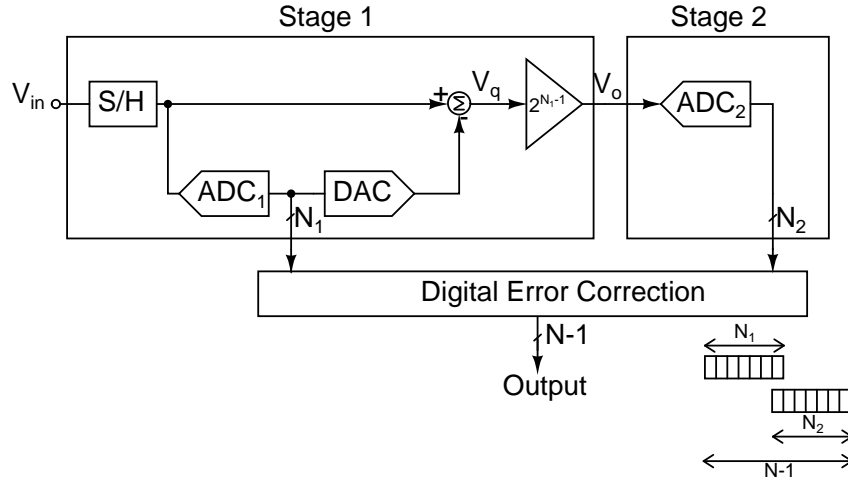 Stage 1
Stage 2
V_in
S/H
+
Σ
-
V_q
2^{N_1-1}
V_o
ADC_2
ADC_1
DAC
N_1
N_2
Digital Error Correction
N-1
Output
N_1
N_2
N-1